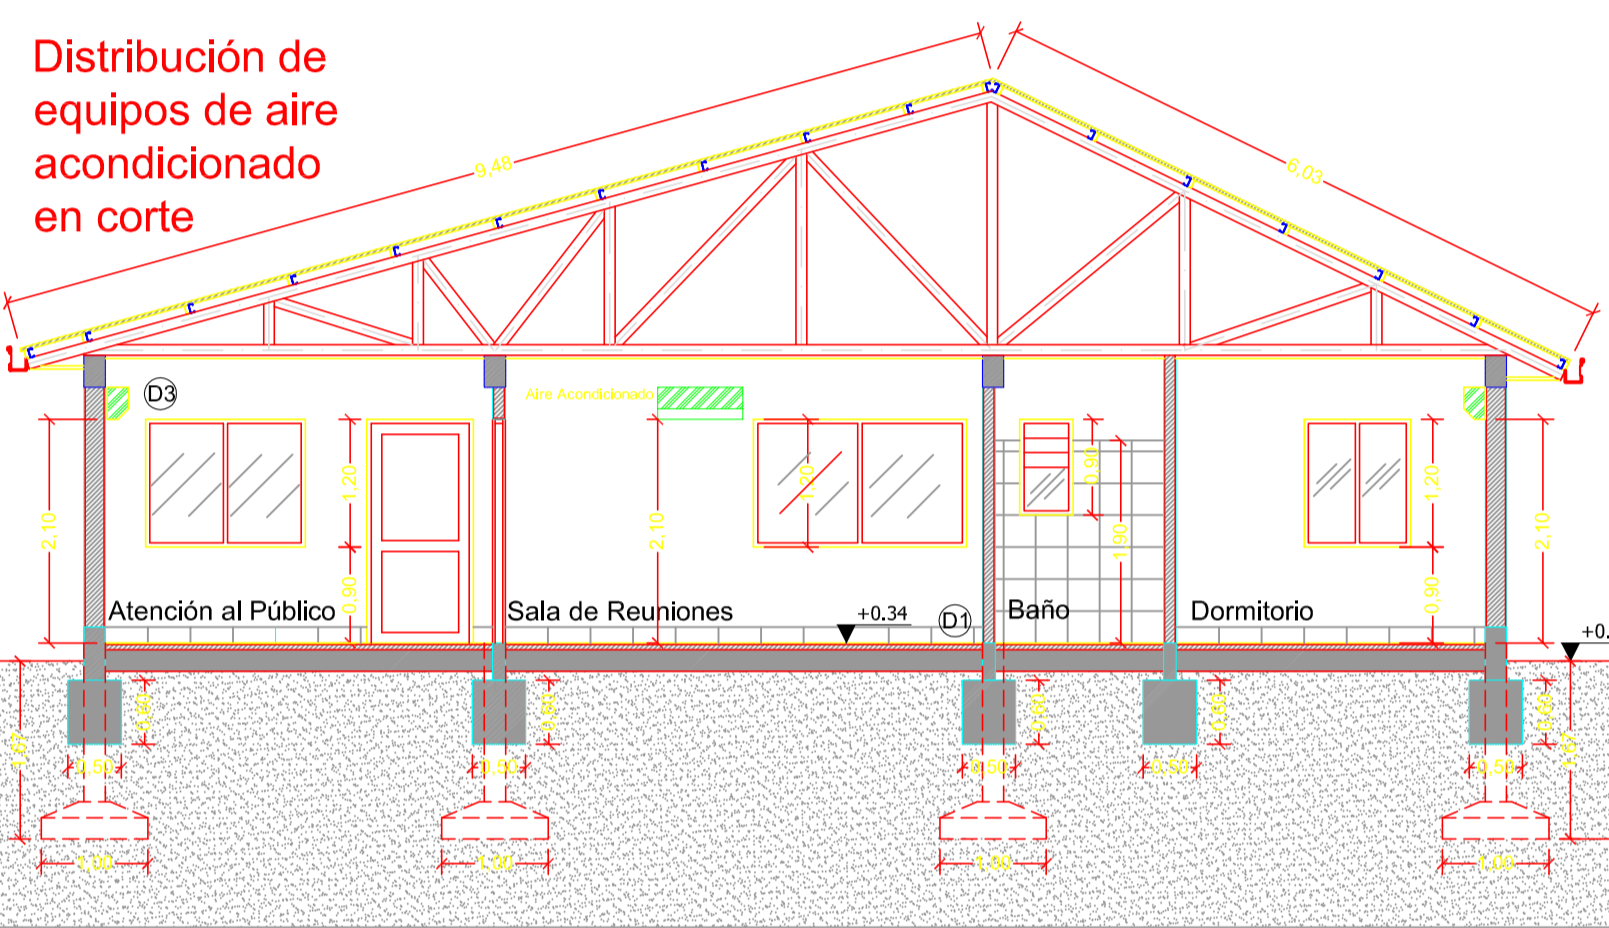 Distribución de
equipos de aire
acondicionado
en corte
9,48
6,03
D3
Aire Acondicionado
2,10
1,20
0,90
2,10
1,20
0,90
1,90
1,20
0,90
2,10
Atención al Público
Sala de Reuniones
+0.34
D1
Baño
Dormitorio
+0.
1,67
0,60
0,60
0,60
0,60
0,60
1,67
0,50
0,50
0,50
0,50
0,50
1,00
1,00
1,00
1,00